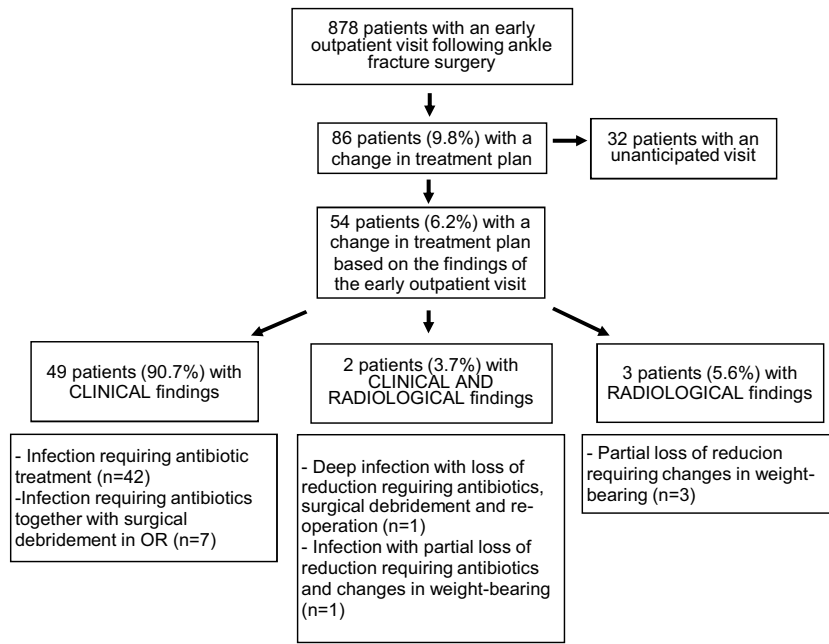 878 patients with an early
outpatient visit following ankle
fracture surgery
86 patients (9.8%) with
a change in treatment plan
32 patients with an
unanticipated visit
54 patients (6.2%) with a
change in treatment plan
based on the findings of
the early outpatient visit
49 patients (90.7%) with
CLINICAL findings
2 patients (3.7%) with
CLINICAL AND
RADIOLOGICAL findings
3 patients (5.6%) with
RADIOLOGICAL findings
- Infection requiring antibiotic
treatment (n=42)
-Infection requiring antibiotics
together with surgical
debridement in OR (n=7)
- Deep infection with loss of
reduction reguiring antibiotics,
surgical debridement and re-
operation (n=1)
- Infection with partial loss of
reduction requiring antibiotics
and changes in weight-bearing
(n=1)
- Partial loss of reducion
requiring changes in weight-
bearing (n=3)